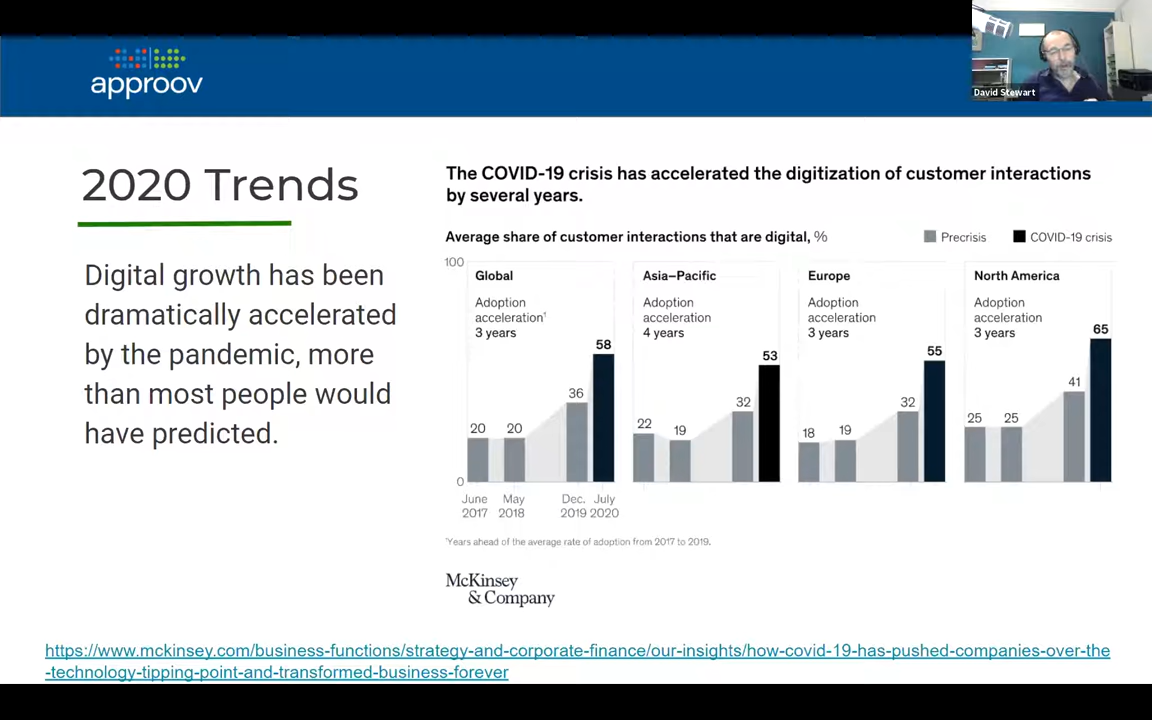 approov
David Stewart
2020 Trends
Digital growth has been
dramatically accelerated
by the pandemic, more
than most people would
have predicted.
The COVID-19 crisis has accelerated the digitization of customer interactions
by several years.
Average share of customer interactions that are digital, %
Precrisis
COVID-19 crisis
100
0
Global
Adoption
acceleration¹
3 years
20
20
36
58
June
2017
May
2018
Dec.
2019
July
2020
Asia–Pacific
Adoption
acceleration
4 years
22
19
32
53
Europe
Adoption
acceleration
3 years
18
19
32
55
North America
Adoption
acceleration
3 years
25
25
41
65
¹Years ahead of the average rate of adoption from 2017 to 2019.
McKinsey
& Company
https://www.mckinsey.com/business-functions/strategy-and-corporate-finance/our-insights/how-covid-19-has-pushed-companies-over-the
-technology-tipping-point-and-transformed-business-forever